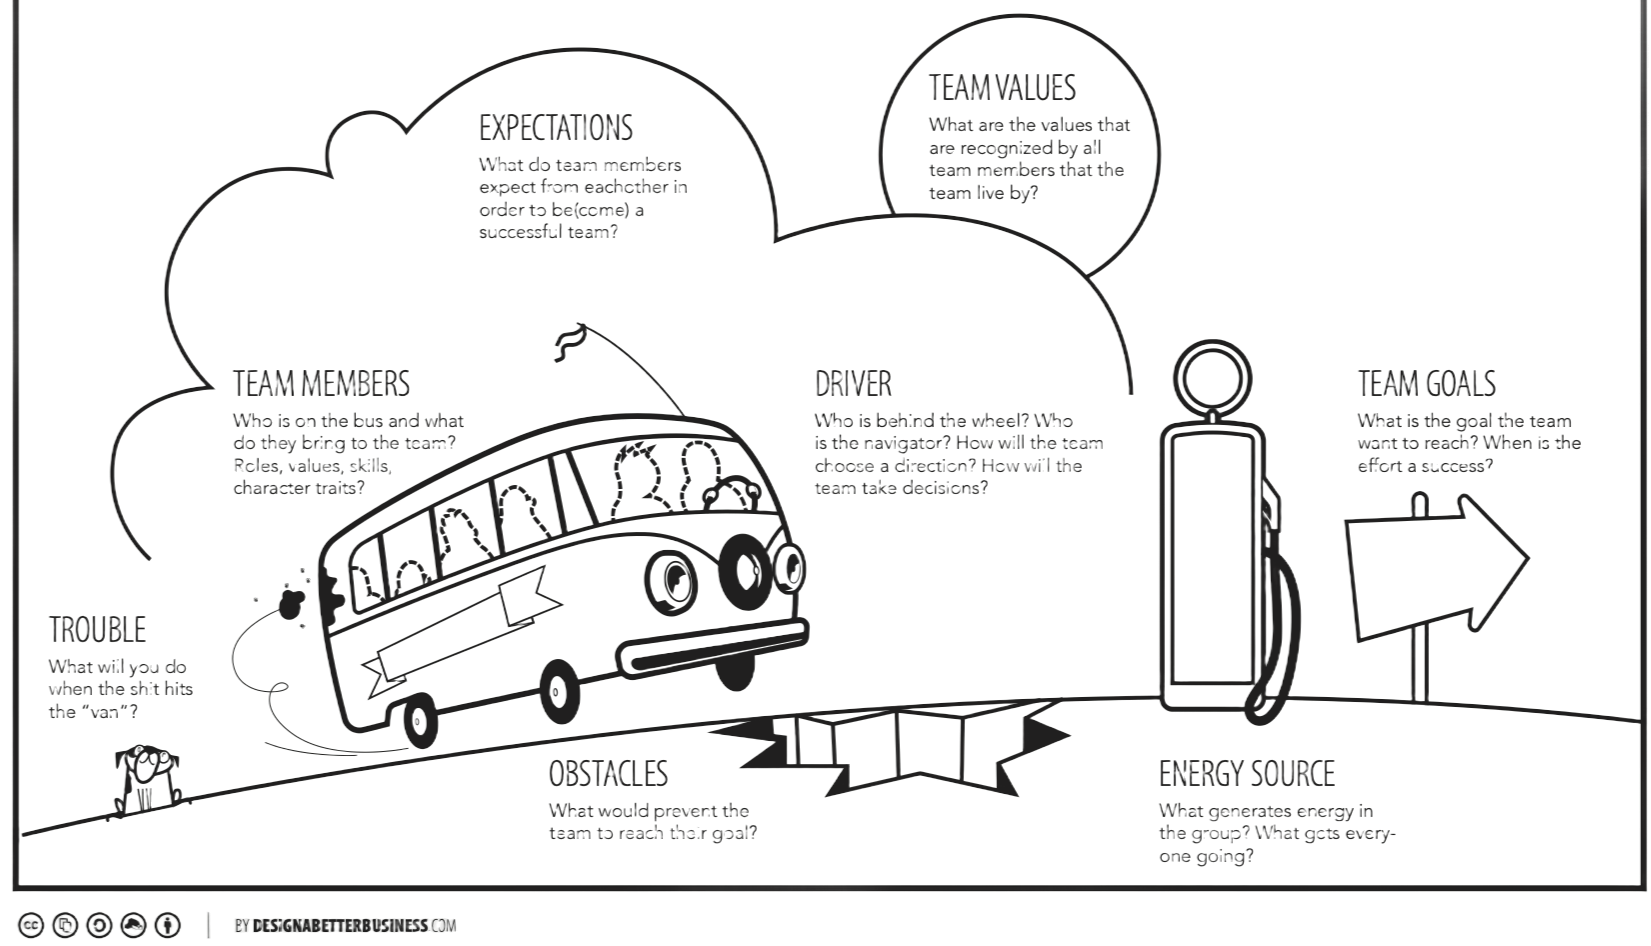 EXPECTATIONS
What do team members
expect from eachother in
order to be(come) a
successful team?
TEAM VALUES
What are the values that
are recognized by all
team members that the
team live by?
TEAM MEMBERS
Who is on the bus and what
do they bring to the team?
Roles, values, skills,
character traits?
DRIVER
Who is behind the wheel? Who
is the navigator? How will the team
choose a direction? How will the
team take decisions?
TEAM GOALS
What is the goal the team
want to reach? When is the
effort a success?
TROUBLE
What will you do
when the shit hits
the “van”?
OBSTACLES
What would prevent the
team to reach their goal?
ENERGY SOURCE
What generates energy in
the group? What gets every-
one going?
cc
BY DESIGNABETTERBUSINESS.COM